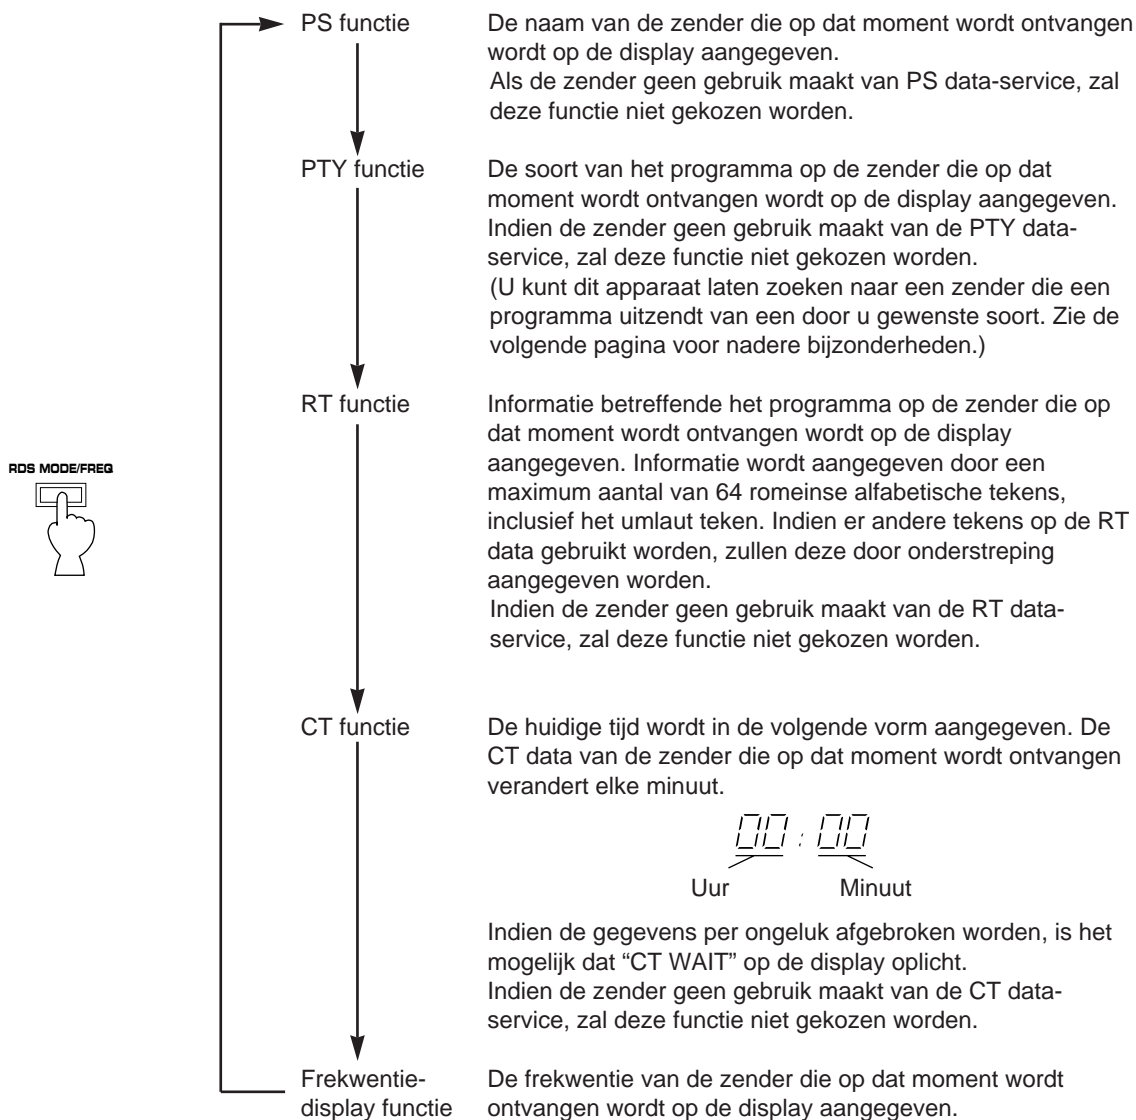 PS functie
De naam van de zender die op dat moment wordt ontvangen
wordt op de display aangegeven.
Als de zender geen gebruik maakt van PS data-service, zal
deze functie niet gekozen worden.
PTY functie
De soort van het programma op de zender die op dat
moment wordt ontvangen wordt op de display aangegeven.
Indien de zender geen gebruik maakt van de PTY data-
service, zal deze functie niet gekozen worden.
(U kunt dit apparaat laten zoeken naar een zender die een
programma uitzendt van een door u gewenste soort. Zie de
volgende pagina voor nadere bijzonderheden.)
RT functie
Informatie betreffende het programma op de zender die op
dat moment wordt ontvangen wordt op de display
aangegeven. Informatie wordt aangegeven door een
maximum aantal van 64 romeinse alfabetische tekens,
inclusief het umlaut teken. Indien er andere tekens op de RT
data gebruikt worden, zullen deze door onderstreping
aangegeven worden.
Indien de zender geen gebruik maakt van de RT data-
service, zal deze functie niet gekozen worden.
RDS MODE/FREQ
CT functie
De huidige tijd wordt in de volgende vorm aangegeven. De
CT data van de zender die op dat moment wordt ontvangen
verandert elke minuut.
00 : 00
Uur Minuut
Indien de gegevens per ongeluk afgebroken worden, is het
mogelijk dat “CT WAIT” op de display oplicht.
Indien de zender geen gebruik maakt van de CT data-
service, zal deze functie niet gekozen worden.
Frekwentie-
display functie
De frekwentie van de zender die op dat moment wordt
ontvangen wordt op de display aangegeven.